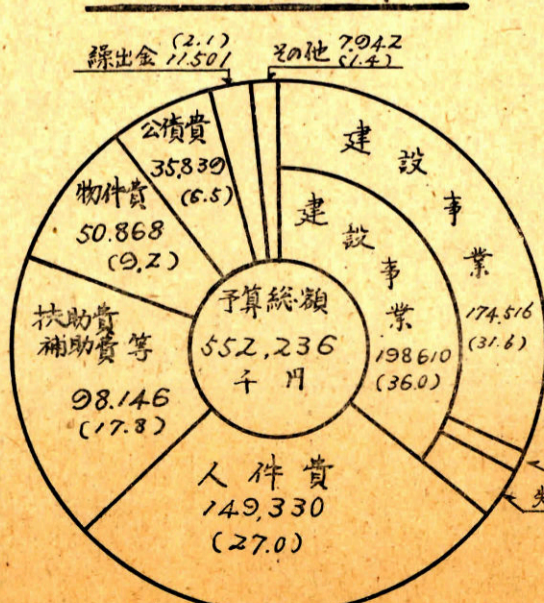 繰出金 (2.1)
11.501
その他 7.942
(1.4)
公債費
35.839
(6.5)
物件費
50.868
(9.2)
扶助費
補助費等
98.146
(17.8)
人件費
149,330
(27.0)
予算総額
552,236
千円
建設事業
198610
(36.0)
建設事業
174.516
(31.6)